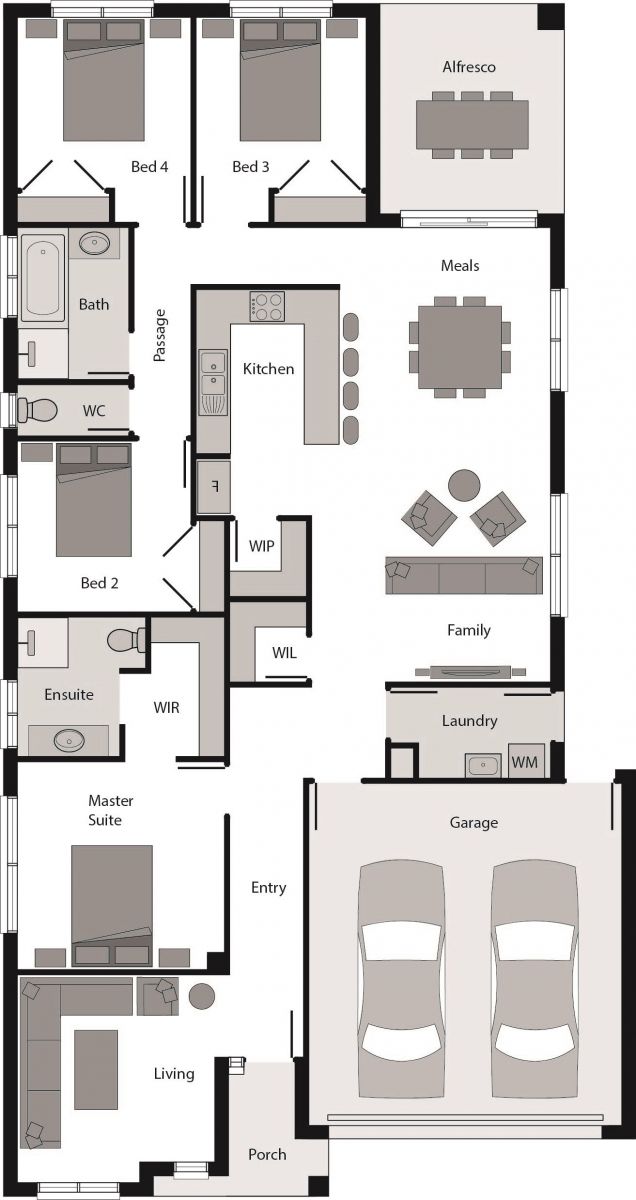 Alfresco
Bed 4
Bed 3
Meals
Bath
Passage
Kitchen
WC
F
WIP
Bed 2
Family
WIL
Ensuite
WIR
Laundry
WM
Master
Suite
Garage
Entry
Living
Porch